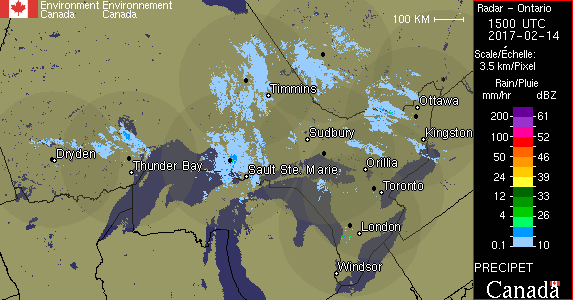 Environment Environnement
Canada Canada
100 KM
Timmins
Ottawa
Sudbury
Kingston
Dryden
Thunder Bay
Sault Ste. Marie
Orillia
Toronto
London
Windsor
Radar - Ontario
1500 UTC
2017-02-14
Scale/Échelle:
3.5 km/Pixel
Rain/Pluie
mm/hr dBZ
200 61
100 52
50 46
24 39
12 33
4 26
1 20
0.1 10
PRECIPET
Canada